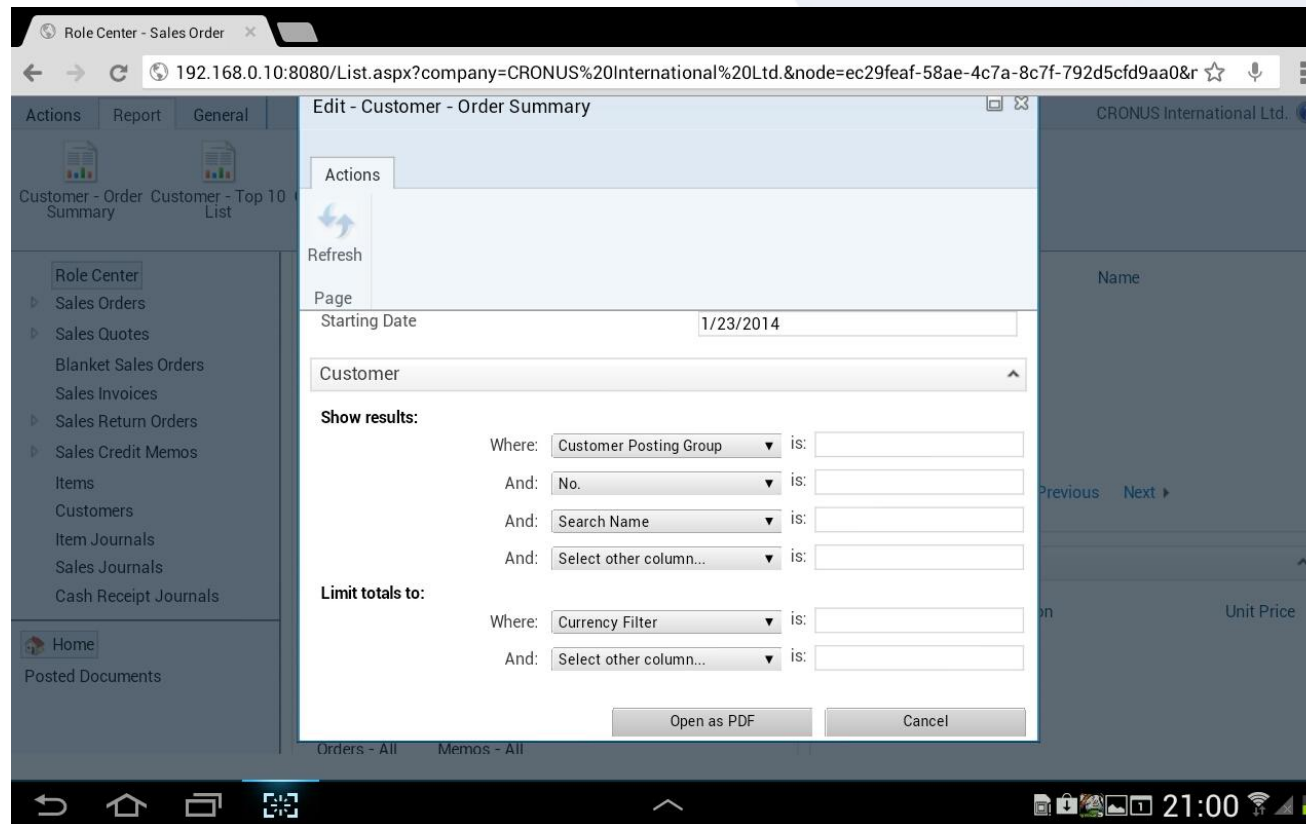 Role Center - Sales Order
192.168.0.10:8080/List.aspx?company=CRONUS%20International%20Ltd.&node=ec29feaf-58ae-4c7a-8c7f-792d5cfd9aa0&r
Actions Report General
CRONUS International Ltd.
Customer - Order Summary
Customer - Top 10 List
Role Center
Sales Orders
Sales Quotes
Blanket Sales Orders
Sales Invoices
Sales Return Orders
Sales Credit Memos
Items
Customers
Item Journals
Sales Journals
Cash Receipt Journals
Home
Posted Documents
Edit - Customer - Order Summary
Actions
Refresh
Page
Starting Date 1/23/2014
Customer
Show results:
Where: Customer Posting Group is:
And: No. is:
And: Search Name is:
And: Select other column... is:
Limit totals to:
Where: Currency Filter is:
And: Select other column... is:
Open as PDF Cancel
Orders - All Memos - All
Name
Previous Next
Unit Price
21:00